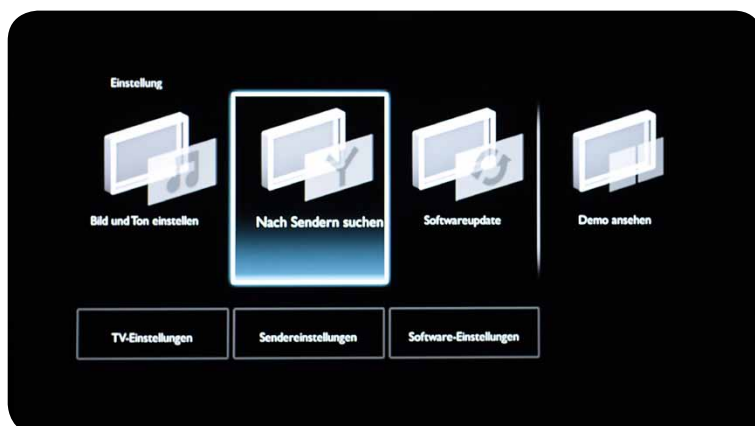 Einstellung
Bild und Ton einstellen
Nach Sendern suchen
Softwareupdate
Demo ansehen
TV-Einstellungen
Sendereinstellungen
Software-Einstellungen